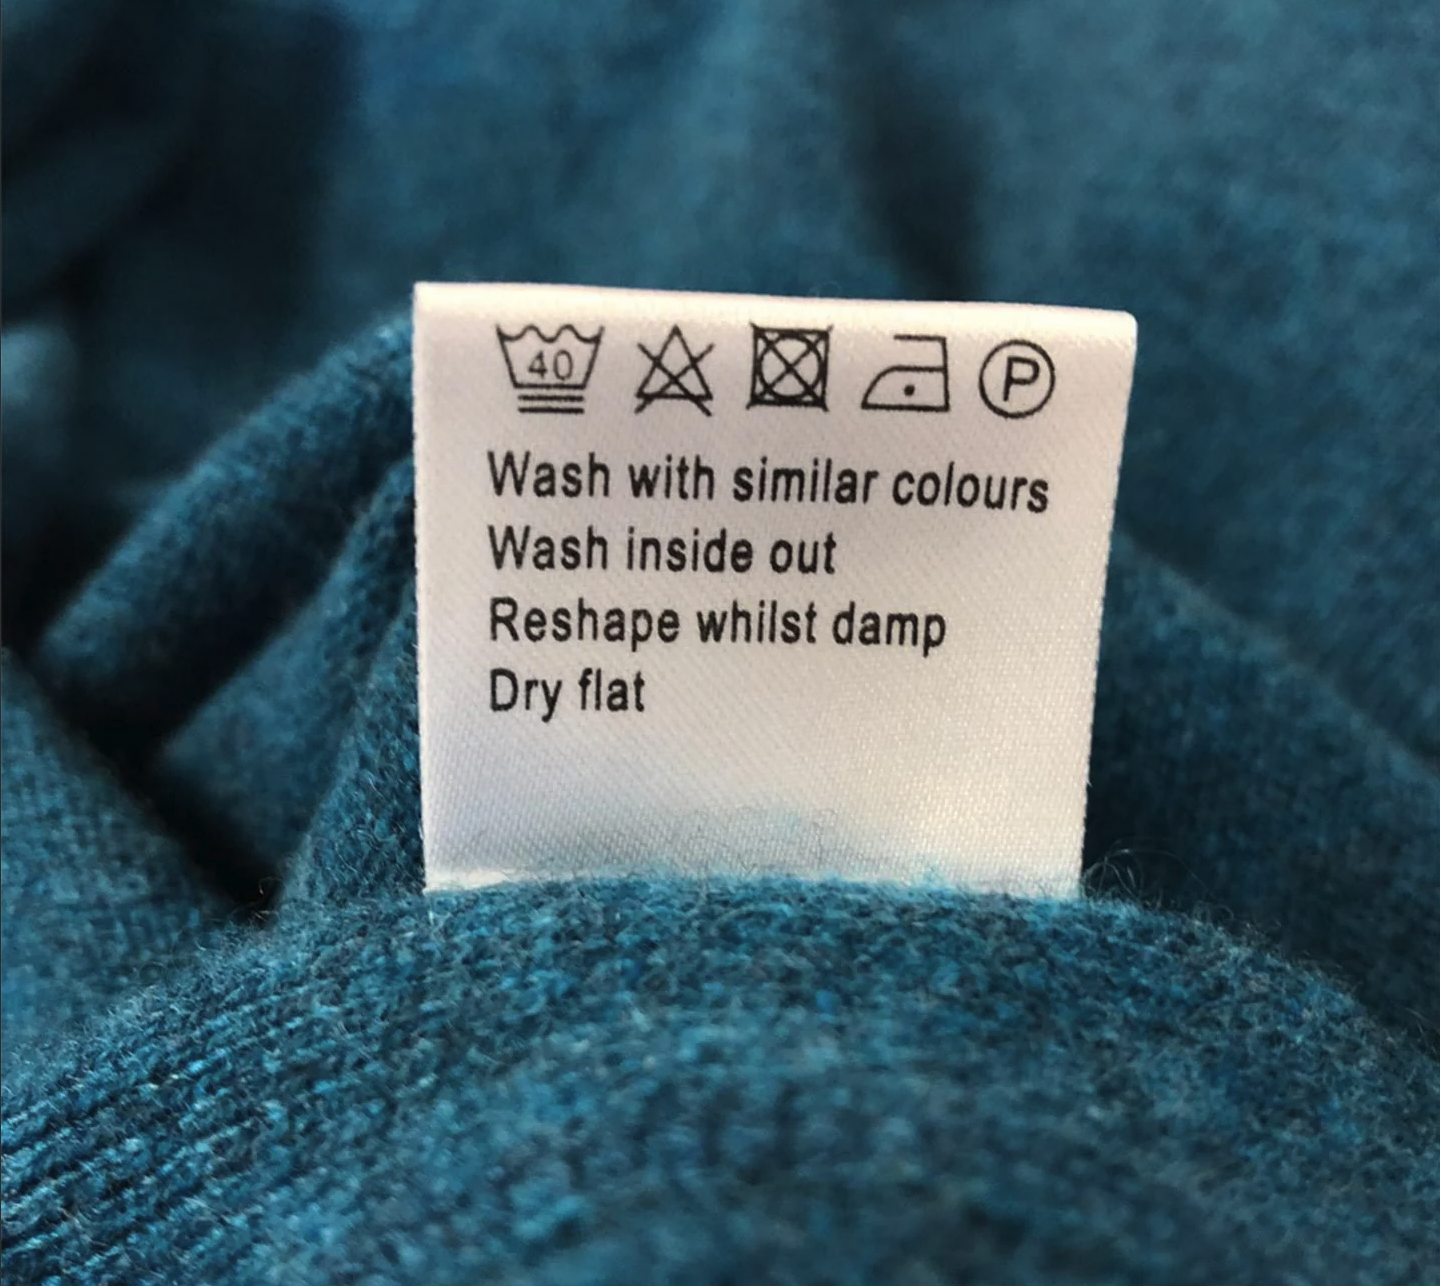 40 P
Wash with similar colours
Wash inside out
Reshape whilst damp
Dry flat